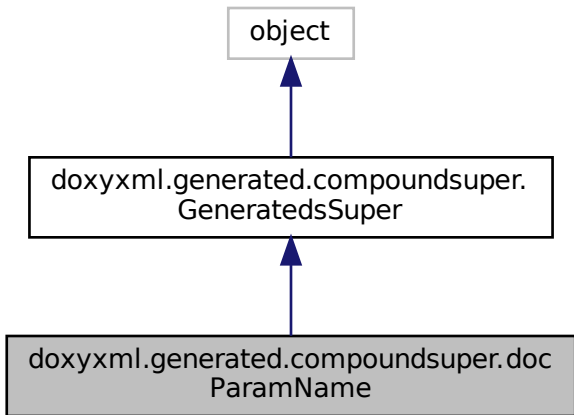 object
doxyxml.generated.compoundsuper.
GeneratedsSuper
doxyxml.generated.compoundsuper.doc
ParamName